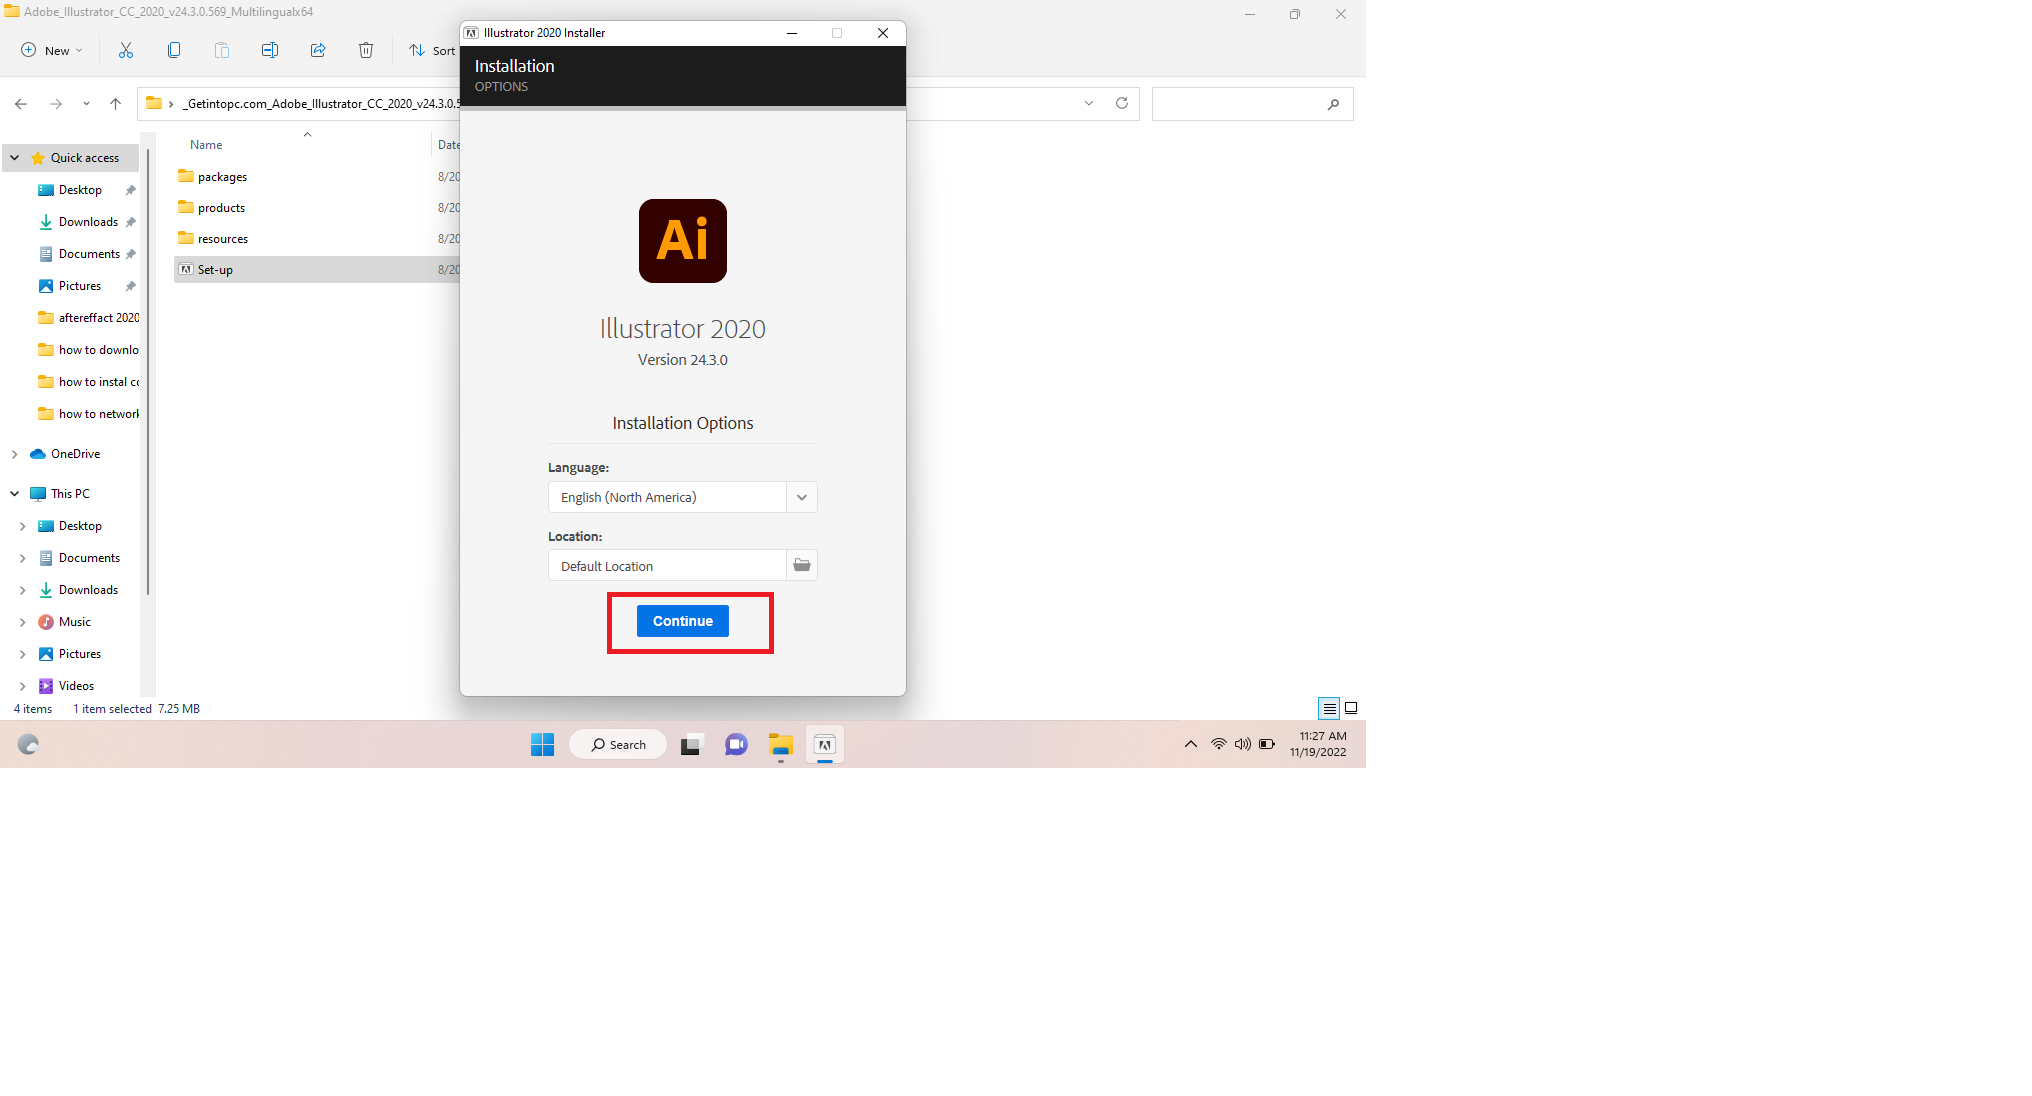 Adobe_Illustrator_CC_2020_v24.3.0.569_Multilingualx64
New
Sort
_Getintopc.com_Adobe_Illustrator_CC_2020_v24.3.0.5
Quick access
Desktop
Downloads
Documents
Pictures
aftereffact 2020
how to downlo
how to instal co
how to network
OneDrive
This PC
Desktop
Documents
Downloads
Music
Pictures
Videos
Name
Date
packages
8/20
products
8/20
resources
8/20
Set-up
8/20
4 items
1 item selected 7.25 MB
Illustrator 2020 Installer
Installation
OPTIONS
Ai
Illustrator 2020
Version 24.3.0
Installation Options
Language:
English (North America)
Location:
Default Location
Continue
Search
11:27 AM
11/19/2022